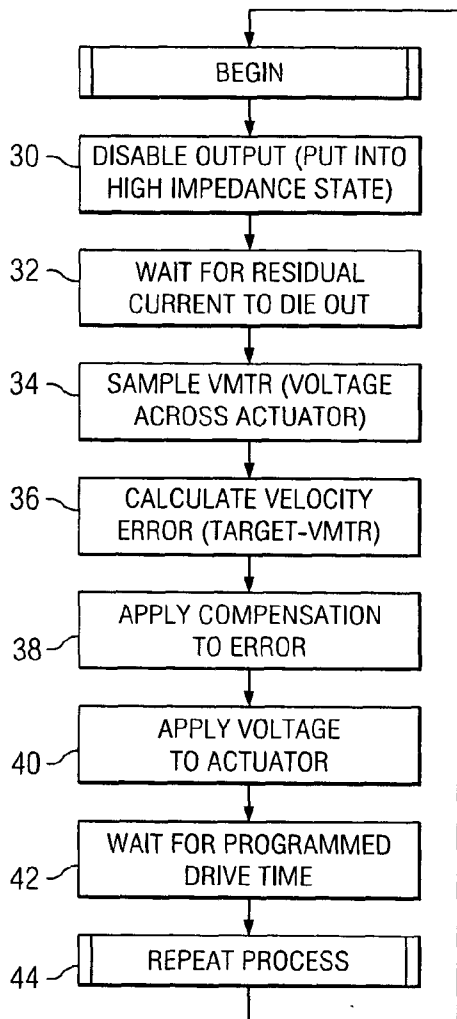 BEGIN
30
DISABLE OUTPUT (PUT INTO
HIGH IMPEDANCE STATE)
32
WAIT FOR RESIDUAL
CURRENT TO DIE OUT
34
SAMPLE VMTR (VOLTAGE
ACROSS ACTUATOR)
36
CALCULATE VELOCITY
ERROR (TARGET-VMTR)
38
APPLY COMPENSATION
TO ERROR
40
APPLY VOLTAGE
TO ACTUATOR
42
WAIT FOR PROGRAMMED
DRIVE TIME
44
REPEAT PROCESS